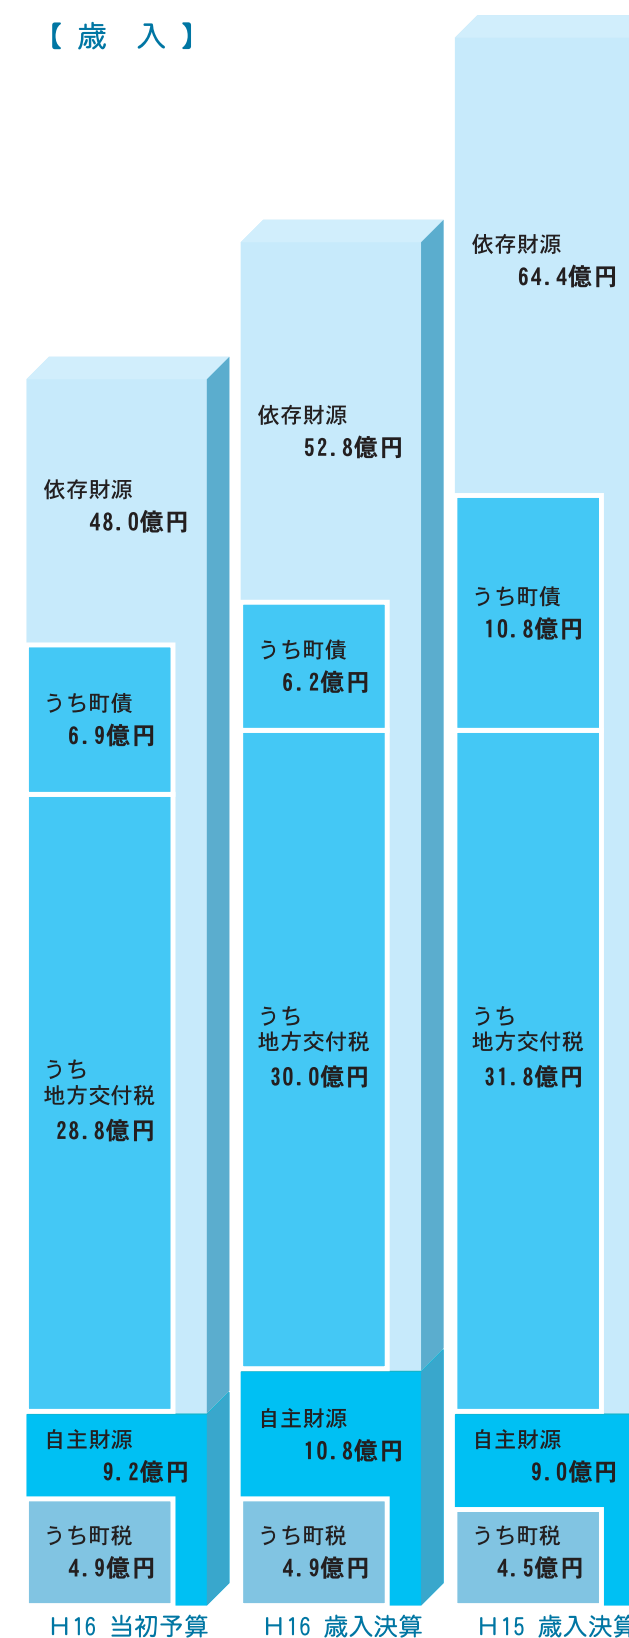 【 歳 入 】
依存財源
48.0億円
うち町債
6.9億円
うち
地方交付税
28.8億円
自主財源
9.2億円
うち町税
4.9億円
H16 当初予算
依存財源
52.8億円
うち町債
6.2億円
うち
地方交付税
30.0億円
自主財源
10.8億円
うち町税
4.9億円
H16 歳入決算
依存財源
64.4億円
うち町債
10.8億円
うち
地方交付税
31.8億円
自主財源
9.0億円
うち町税
4.5億円
H15 歳入決算